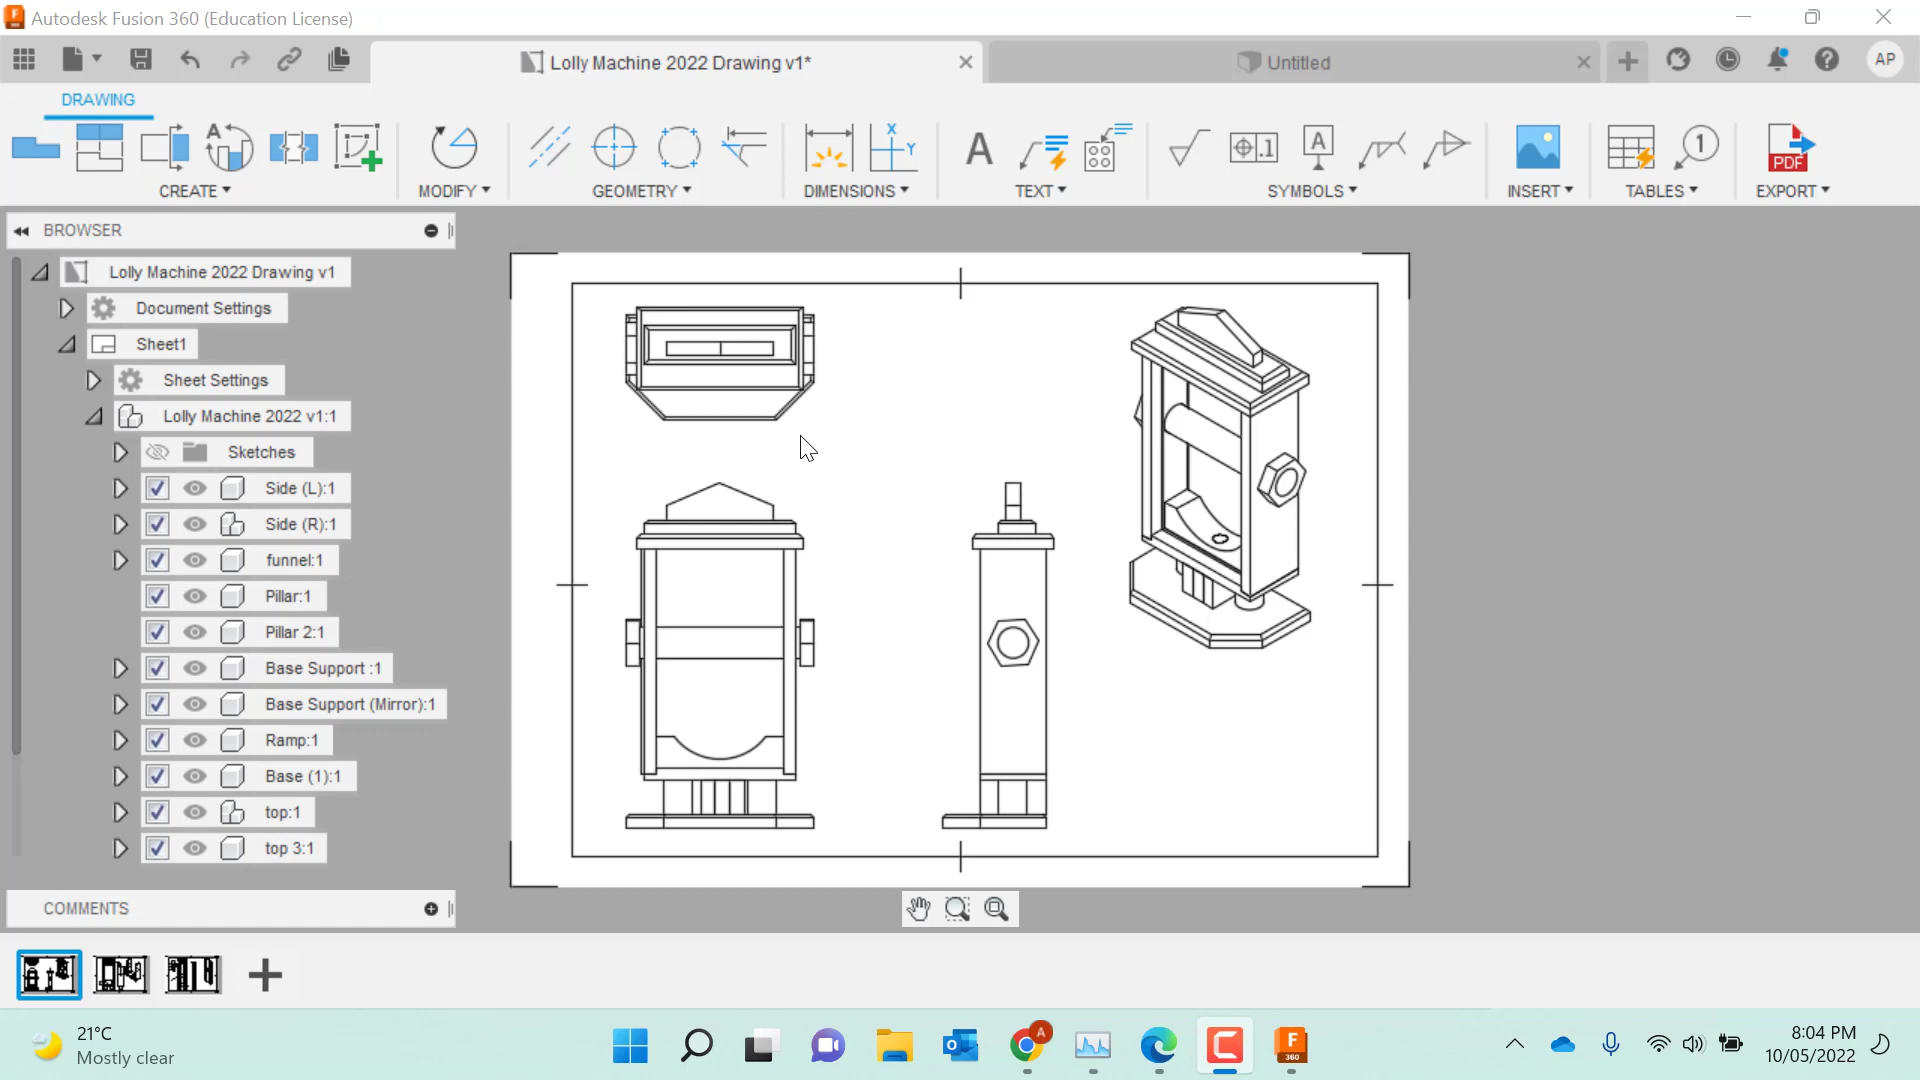 Autodesk Fusion 360 (Education License)
Lolly Machine 2022 Drawing v1*
Untitled
AP
DRAWING
CREATE
MODIFY
GEOMETRY
DIMENSIONS
TEXT
SYMBOLS
INSERT
TABLES
EXPORT
BROWSER
Lolly Machine 2022 Drawing v1
Document Settings
Sheet1
Sheet Settings
Lolly Machine 2022 v1:1
Sketches
Side (L):1
Side (R):1
funnel:1
Pillar:1
Pillar 2:1
Base Support :1
Base Support (Mirror):1
Ramp:1
Base (1):1
top:1
top 3:1
COMMENTS
21°C
Mostly clear
8:04 PM
10/05/2022